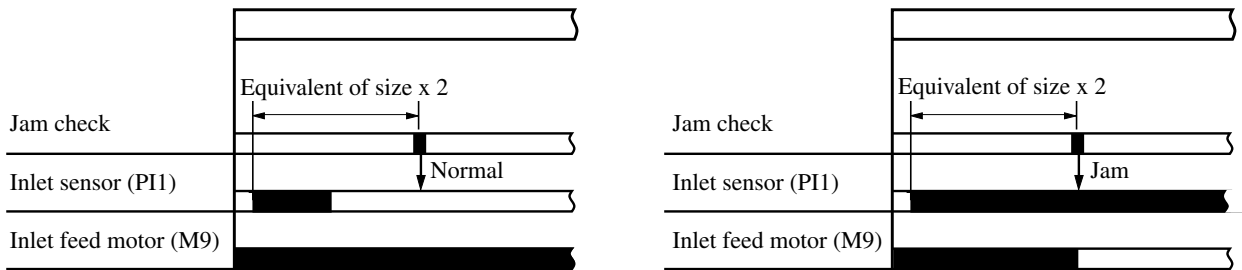 Equivalent of size x 2
Jam check
Normal
Inlet sensor (PI1)
Inlet feed motor (M9)
Equivalent of size x 2
Jam check
Jam
Inlet sensor (PI1)
Inlet feed motor (M9)